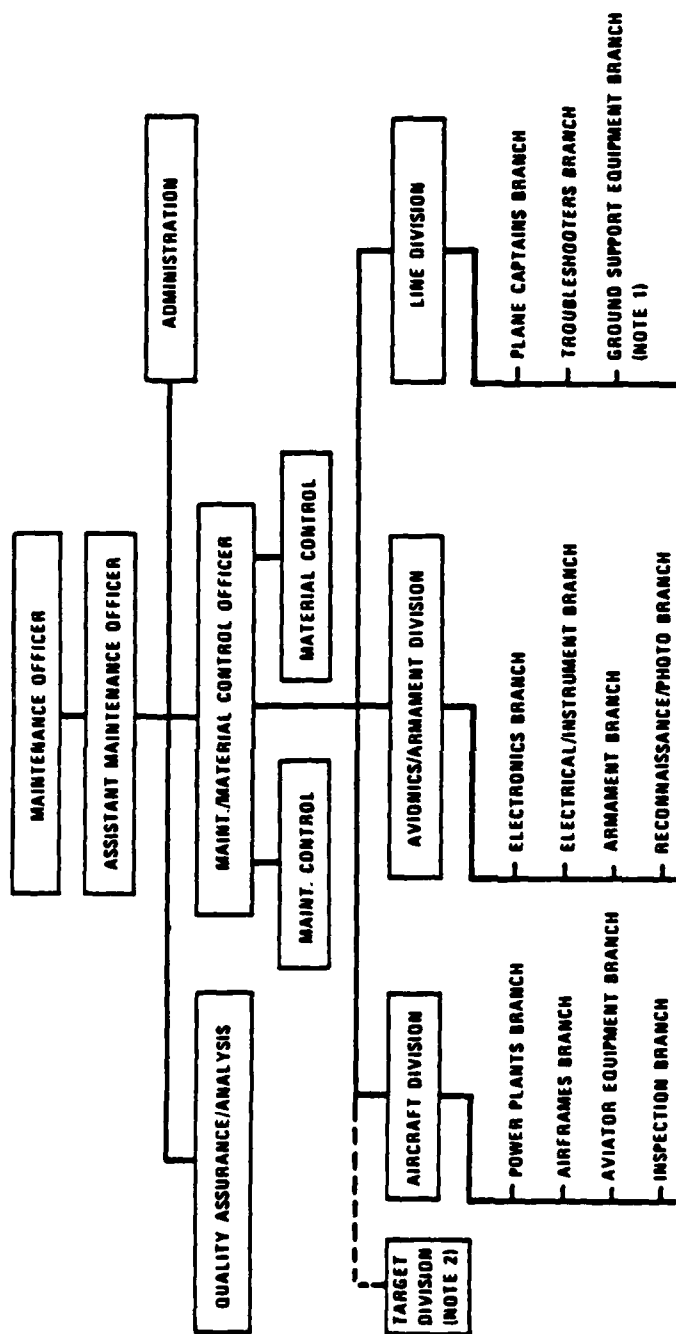 MAINTENANCE OFFICER
ASSISTANT MAINTENANCE OFFICER
QUALITY ASSURANCE/ANALYSIS
ADMINISTRATION
MAINT./MATERIAL CONTROL OFFICER
MAINT. CONTROL
MATERIAL CONTROL
TARGET
DIVISION
(NOTE 2)
AIRCRAFT DIVISION
POWER PLANTS BRANCH
AIRFRAMES BRANCH
AVIATOR EQUIPMENT BRANCH
INSPECTION BRANCH
AVIONICS/ARMAMENT DIVISION
ELECTRONICS BRANCH
ELECTRICAL/INSTRUMENT BRANCH
ARMAMENT BRANCH
RECONNAISSANCE/PHOTO BRANCH
LINE DIVISION
PLANE CAPTAINS BRANCH
TROUBLESHOOTERS BRANCH
GROUND SUPPORT EQUIPMENT BRANCH
(NOTE 1)